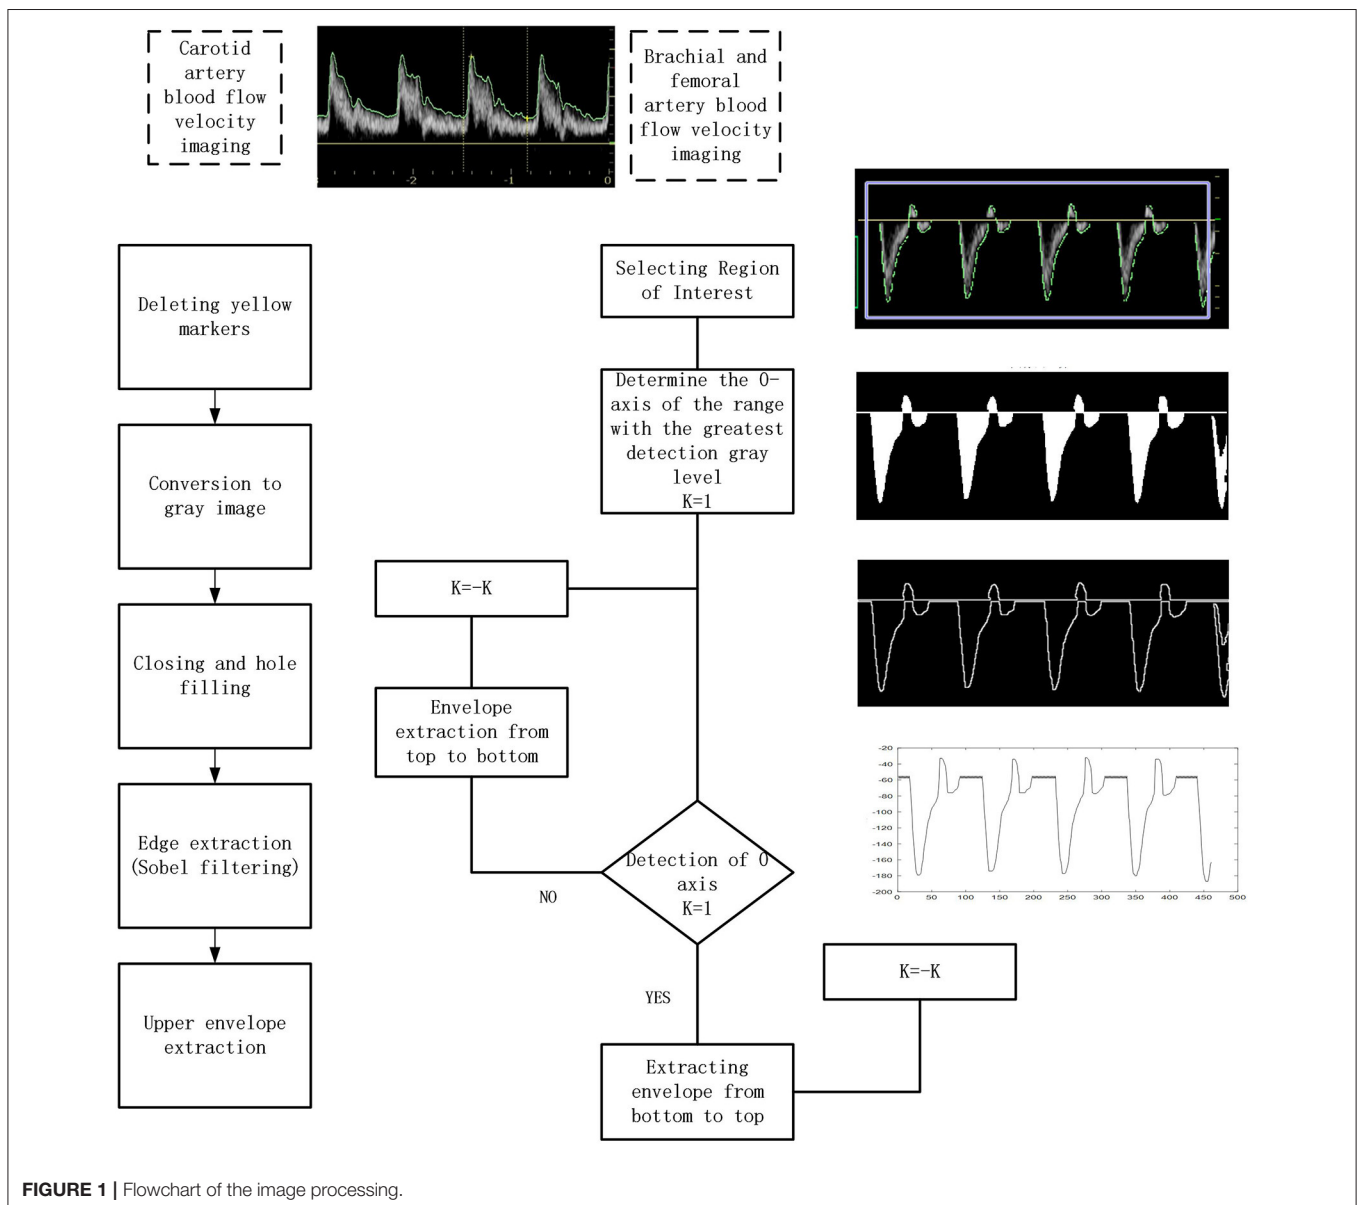 Carotid
artery
blood flow
velocity
imaging
-2
-1
0
Brachial and
femoral
artery blood
flow velocity
imaging
Deleting yellow
markers
Conversion to
gray image
Closing and hole
filling
Edge extraction
(Sobel filtering)
Upper envelope
extraction
Selecting Region
of Interest
Determine the 0-
axis of the range
with the greatest
detection gray
level
K=1
K=-K
Envelope
extraction from
top to bottom
Detection of 0
axis
K=1
NO
YES
K=-K
Extracting
envelope from
bottom to top
-20
-40
-60
-80
-100
-120
-140
-160
-180
-200
0 50 100 150 200 250 300 350 400 450 500
FIGURE 1 | Flowchart of the image processing.